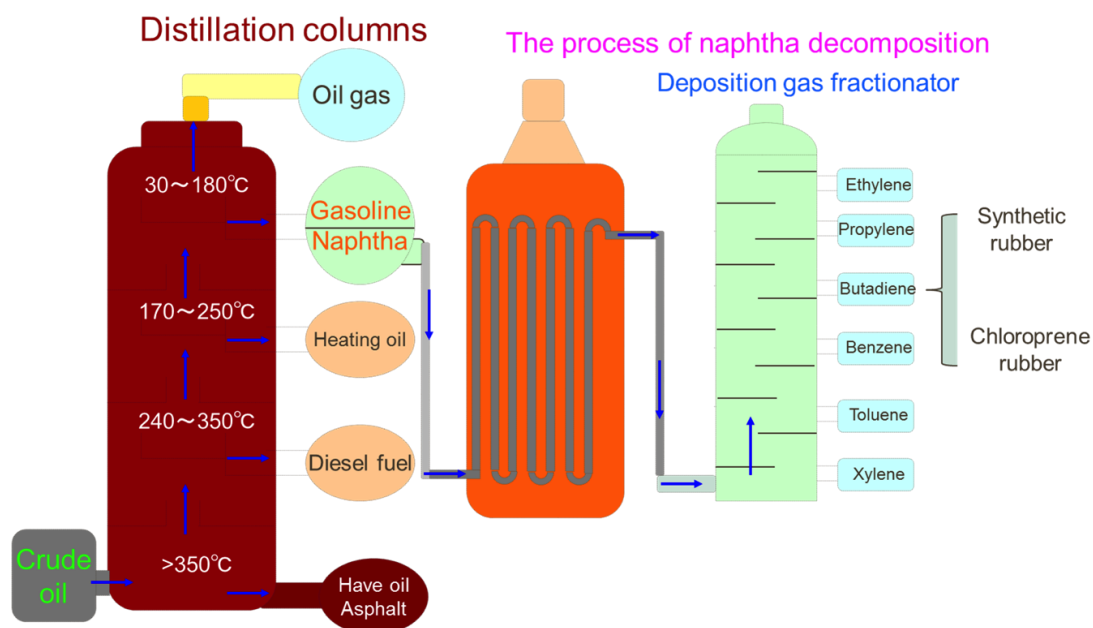 Distillation columns
The process of naphtha decomposition
Deposition gas fractionator
Oil gas
30～180℃
Gasoline
Naphtha
170～250℃
Heating oil
240～350℃
Diesel fuel
>350℃
Crude
oil
Have oil
Asphalt
Ethylene
Propylene
Butadiene
Benzene
Toluene
Xylene
Synthetic
rubber
Chloroprene
rubber